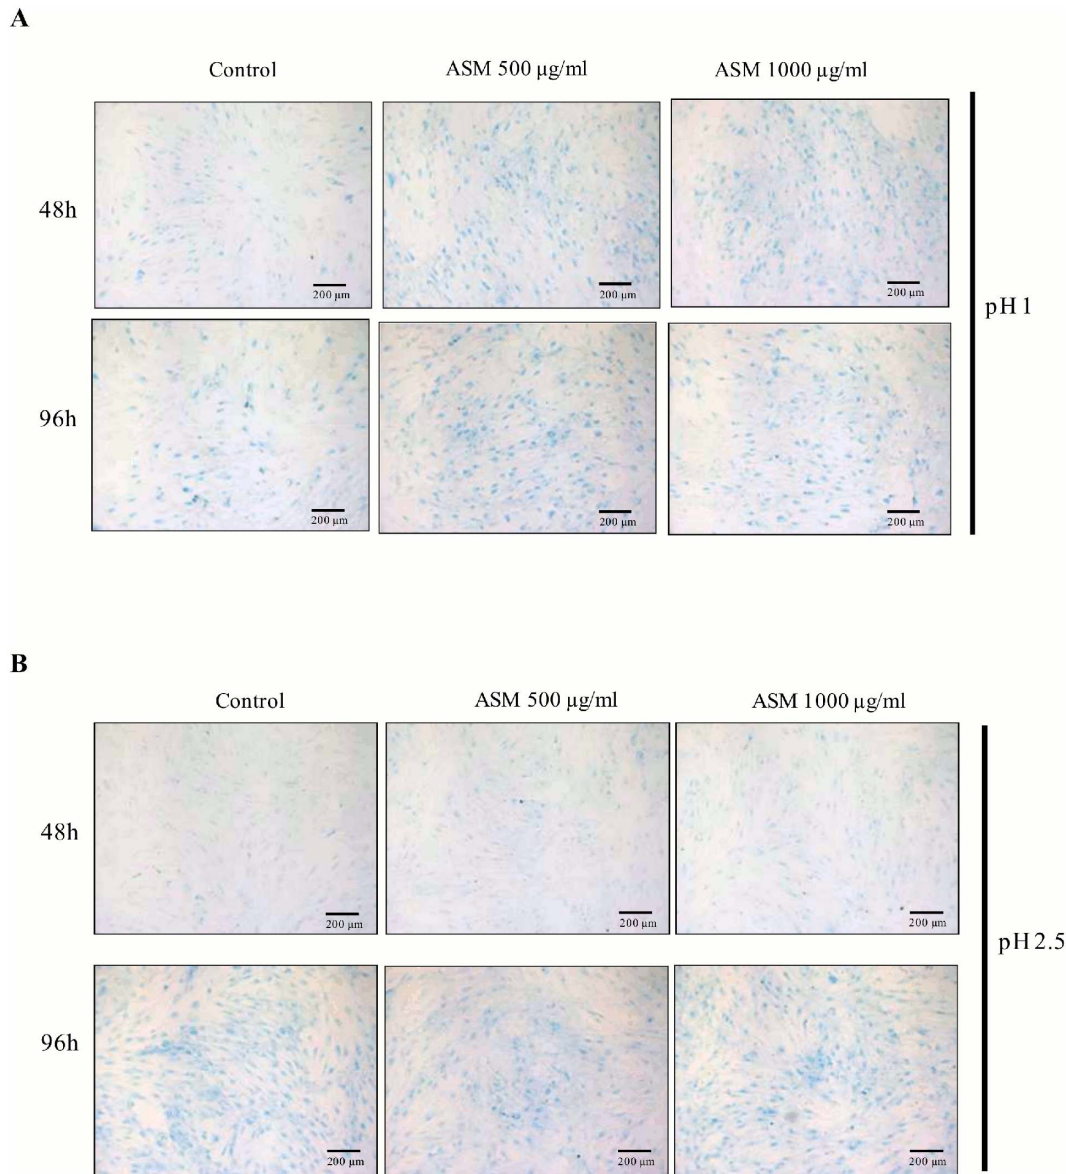 A
Control ASM 500 µg/ml ASM 1000 µg/ml
48h
200 µm 200 µm 200 µm
pH 1
96h
200 µm 200 µm 200 µm
B
Control ASM 500 µg/ml ASM 1000 µg/ml
48h
200 µm 200 µm 200 µm
pH 2.5
96h
200 µm 200 µm 200 µm